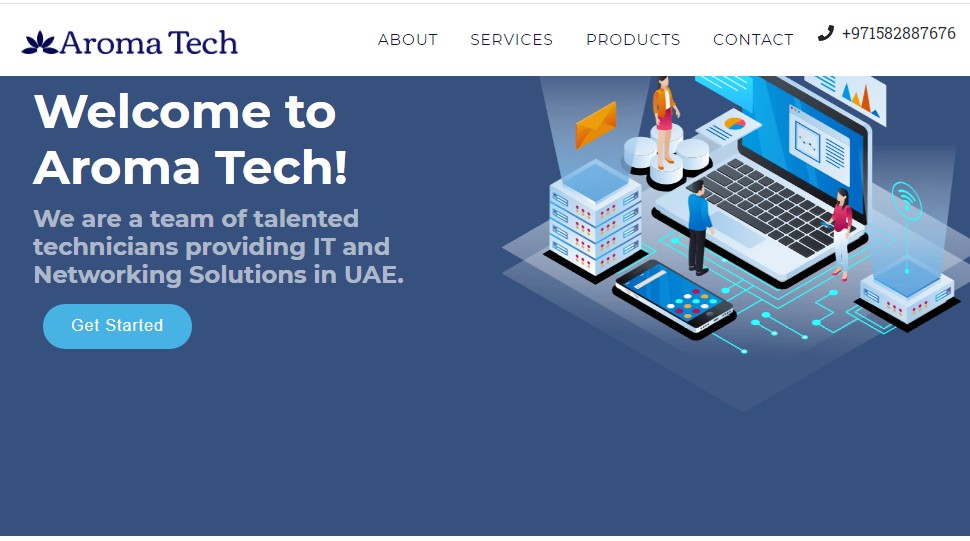 Aroma Tech
ABOUT SERVICES PRODUCTS CONTACT +971582887676
Welcome to
Aroma Tech!
We are a team of talented
technicians providing IT and
Networking Solutions in UAE.
Get Started